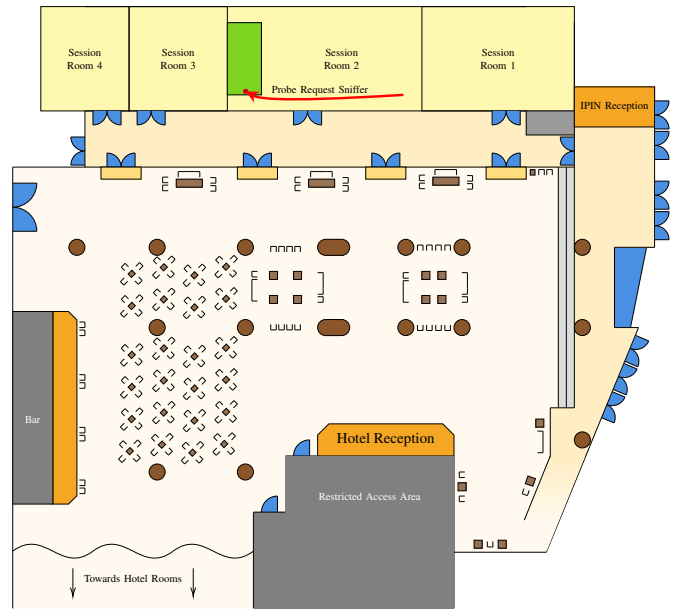 Session
Room 4
Session
Room 3
Session
Room 2
Session
Room 1
Probe Request Sniffer
IPIN Reception
Bar
Hotel Reception
Restricted Access Area
Towards Hotel Rooms